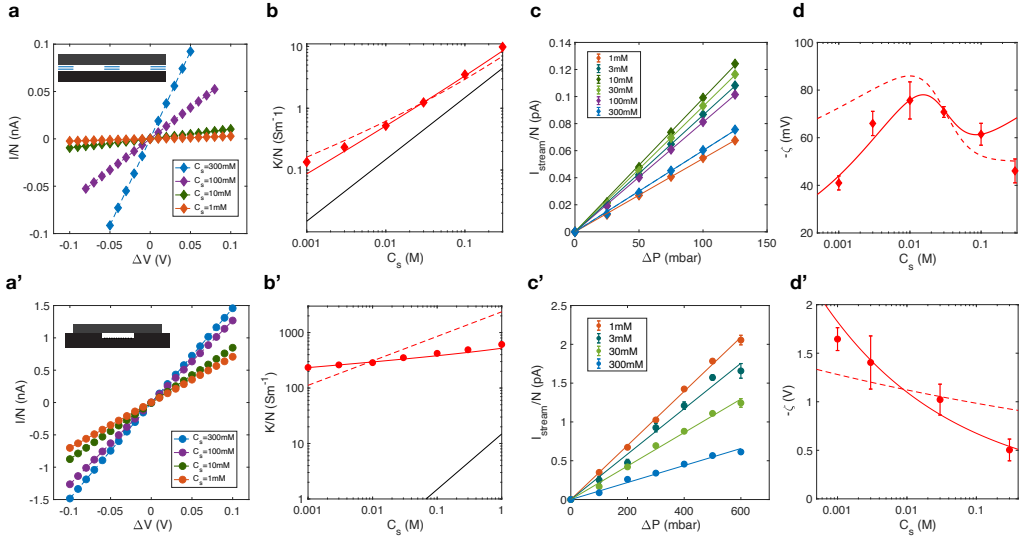 a
b
c
d
I/N (nA)
0.1
0.05
0
-0.05
-0.1
-0.1
-0.05
0
0.05
0.1
ΔV (V)
Cs=300mM
Cs=100mM
Cs=10mM
Cs=1mM
K/N (Sm⁻¹)
10
1
0.1
0.001
0.01
0.1
Cs (M)
Istream/N (pA)
0.14
0.12
0.1
0.08
0.06
0.04
0.02
0
0
50
100
150
ΔP (mbar)
1mM
3mM
10mM
30mM
100mM
300mM
-ζ (mV)
100
80
60
40
20
0.001
0.01
0.1
Cs (M)
a'
b'
c'
d'
I/N (nA)
1.5
1
0.5
0
-0.5
-1
-1.5
-0.1
-0.05
0
0.05
0.1
ΔV (V)
Cs=300mM
Cs=100mM
Cs=10mM
Cs=1mM
K/N (Sm⁻¹)
1000
100
10
1
0.001
0.01
0.1
1
Cs (M)
Istream/N (pA)
2.5
2
1.5
1
0.5
0
0
200
400
600
ΔP (mbar)
1mM
3mM
30mM
300mM
-ζ (V)
2
1.5
1
0.5
0
0.001
0.01
0.1
Cs (M)